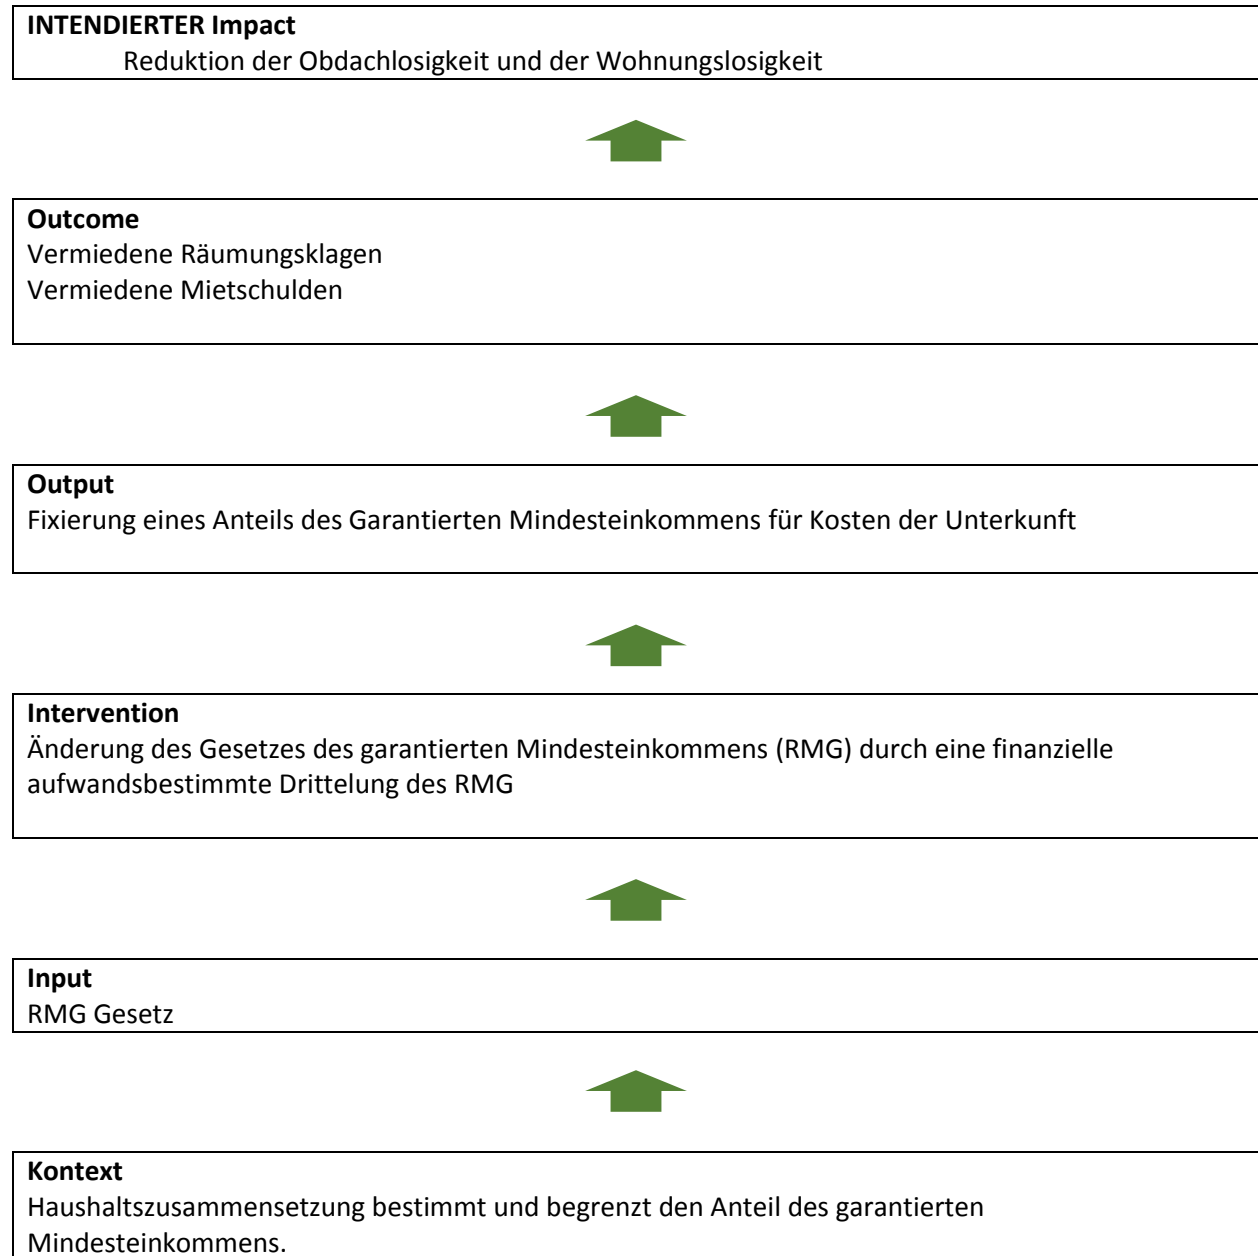 INTENDIERTER Impact
Reduktion der Obdachlosigkeit und der Wohnungslosigkeit
Outcome
Vermiedene Räumungsklagen
Vermiedene Mietschulden
Output
Fixierung eines Anteils des Garantierten Mindesteinkommens für Kosten der Unterkunft
Intervention
Änderung des Gesetzes des garantierten Mindesteinkommens (RMG) durch eine finanzielle
aufwandsbestimmte Drittelung des RMG
Input
RMG Gesetz
Kontext
Haushaltszusammensetzung bestimmt und begrenzt den Anteil des garantierten
Mindesteinkommens.